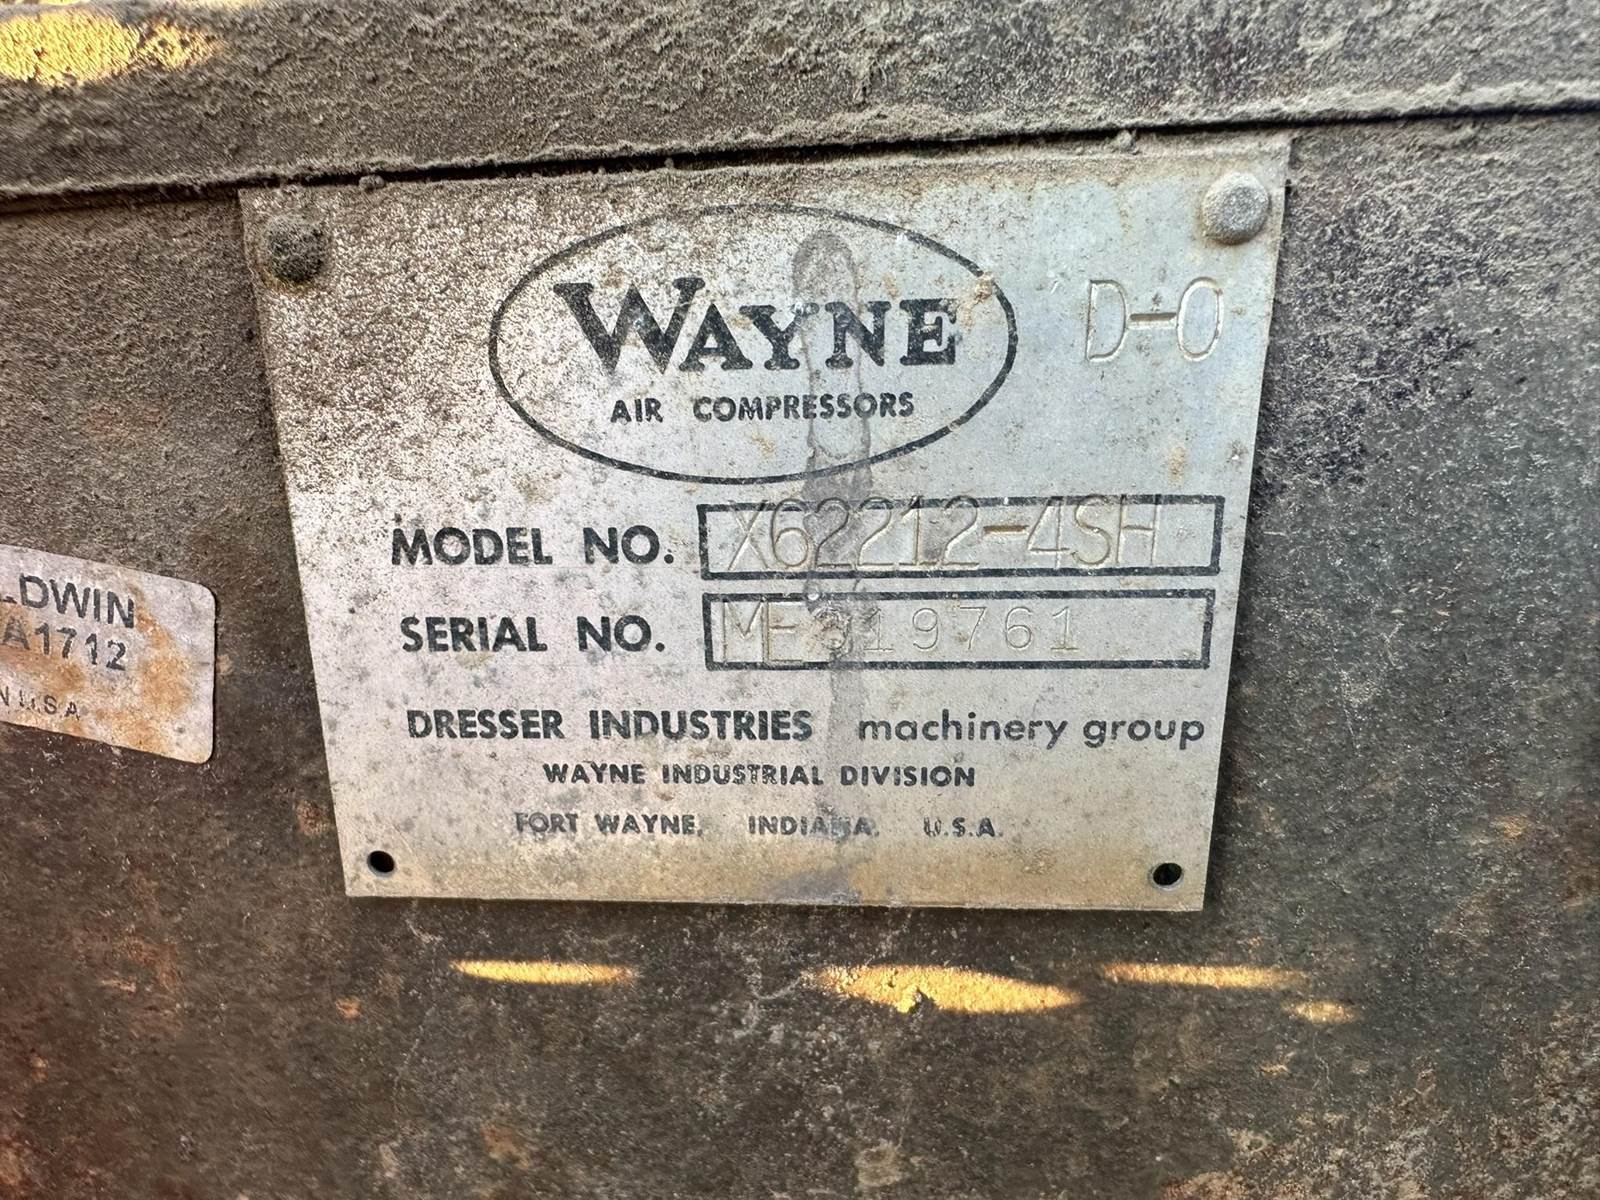 WAYNE
AIR COMPRESSORS
D-0
MODEL NO. X62212-4SH
SERIAL NO. ME319761
DRESSER INDUSTRIES machinery group
WAYNE INDUSTRIAL DIVISION
FORT WAYNE, INDIANA, U.S.A.
LDWIN
A1712
N U.S.A